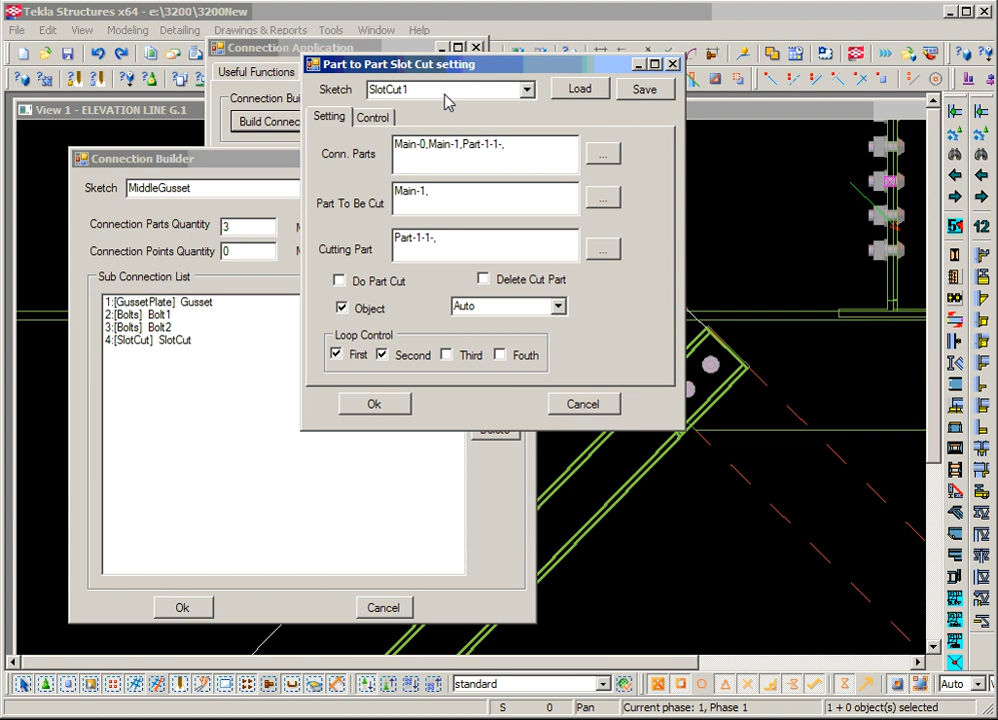 Tekla Structures x64 - e:\3200\3200New
File Edit View Modeling Detailing Drawings & Reports Tools Window Help
Connection Application
Useful Functions
Connection Bui
Build Connec
View 1 - ELEVATION LINE G.1
Connection Builder
Sketch MiddleGusset
Connection Parts Quantity 3
Connection Points Quantity 0
Sub Connection List
1:[GussetPlate] Gusset
2:[Bolts] Bolt1
3:[Bolts] Bolt2
4:[SlotCut] SlotCut
Delete
Ok Cancel
Part to Part Slot Cut setting
Sketch SlotCut1 Load Save
Setting Control
Conn. Parts Main-0,Main-1,Part-1-1-, ...
Part To Be Cut Main-1, ...
Cutting Part Part-1-1-, ...
Do Part Cut Delete Cut Part
Object Auto
Loop Control
First Second Third Fouth
Ok Cancel
12
standard Auto
S 0 Pan Current phase: 1, Phase 1 1 + 0 object(s) selected